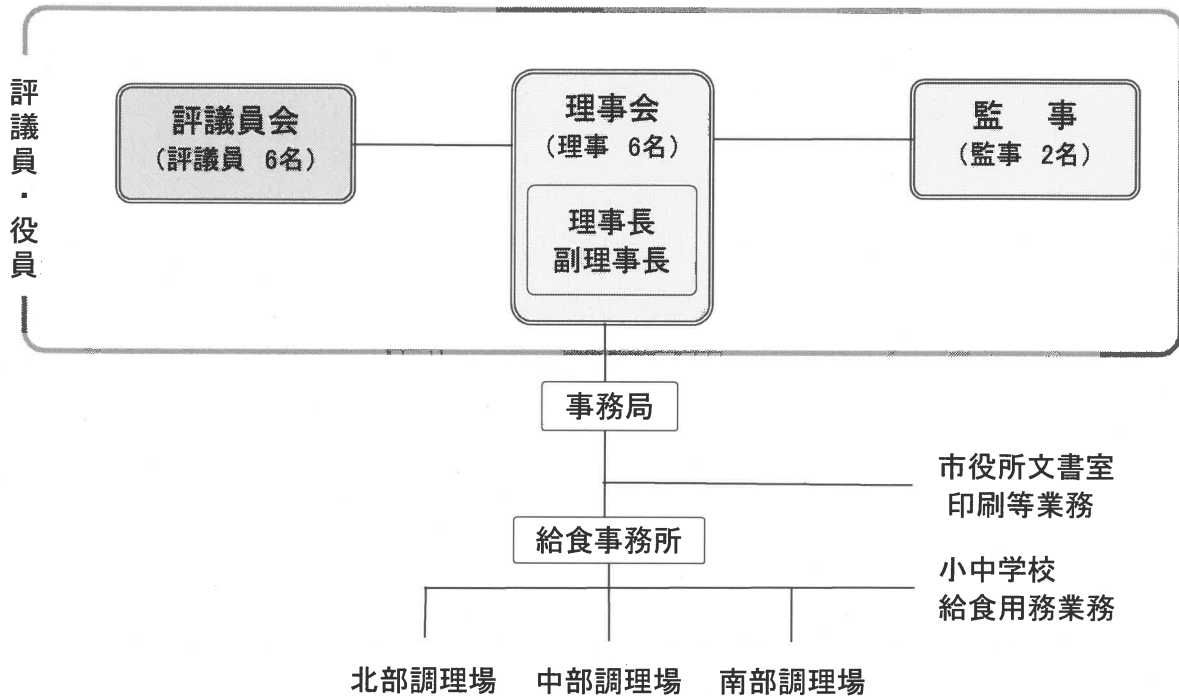 評議員・役員
評議員会
（評議員 6名）
理事会
（理事 6名）
理事長
副理事長
監　事
（監事 2名）
事務局
市役所文書室
印刷等業務
給食事務所
小中学校
給食用務業務
北部調理場　中部調理場　南部調理場